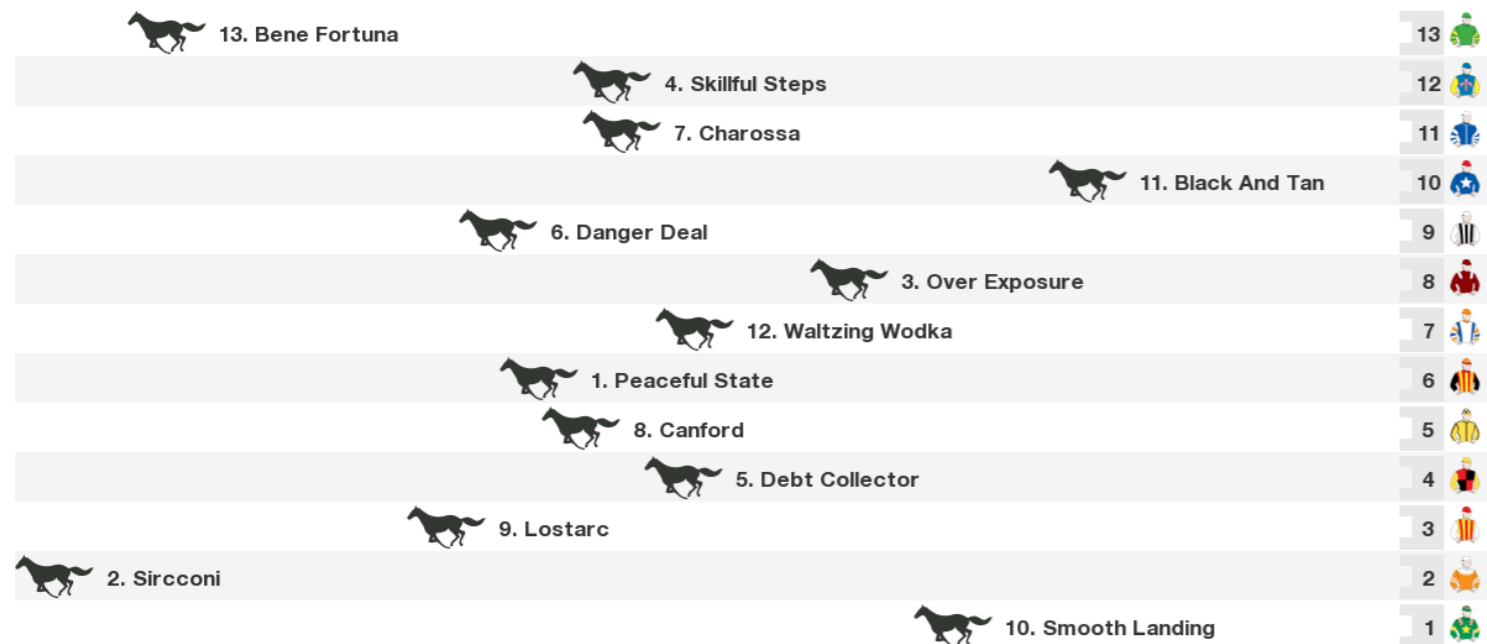 13. Bene Fortuna 13
4. Skillful Steps 12
7. Charossa 11
11. Black And Tan 10
6. Danger Deal 9
3. Over Exposure 8
12. Waltzing Wodka 7
1. Peaceful State 6
8. Canford 5
5. Debt Collector 4
9. Lostarc 3
2. Sircconi 2
10. Smooth Landing 1